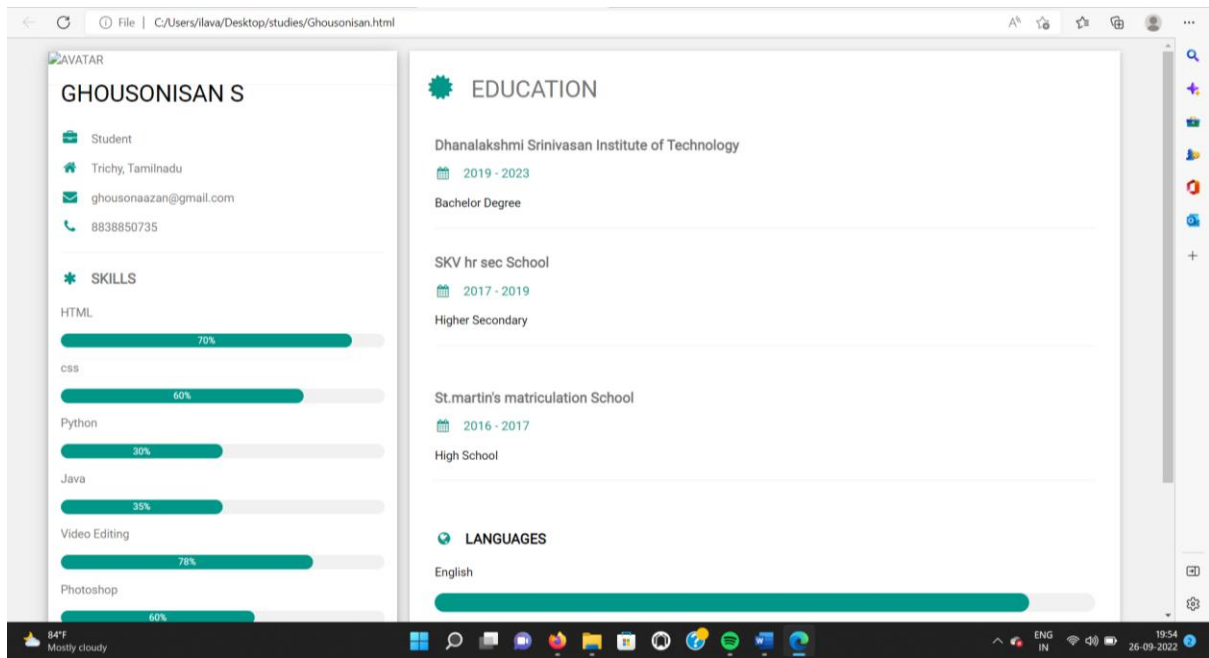 File | C:/Users/ilava/Desktop/studies/Ghousonisan.html
AVATAR
GHOUSONISAN S
Student
Trichy, Tamilnadu
ghousonaazan@gmail.com
8838850735
SKILLS
HTML
70%
css
60%
Python
30%
Java
35%
Video Editing
78%
Photoshop
60%
EDUCATION
Dhanalakshmi Srinivasan Institute of Technology
2019 - 2023
Bachelor Degree
SKV hr sec School
2017 - 2019
Higher Secondary
St.martin's matriculation School
2016 - 2017
High School
LANGUAGES
English
84°F
Mostly cloudy
ENG
IN
19:54
26-09-2022
2